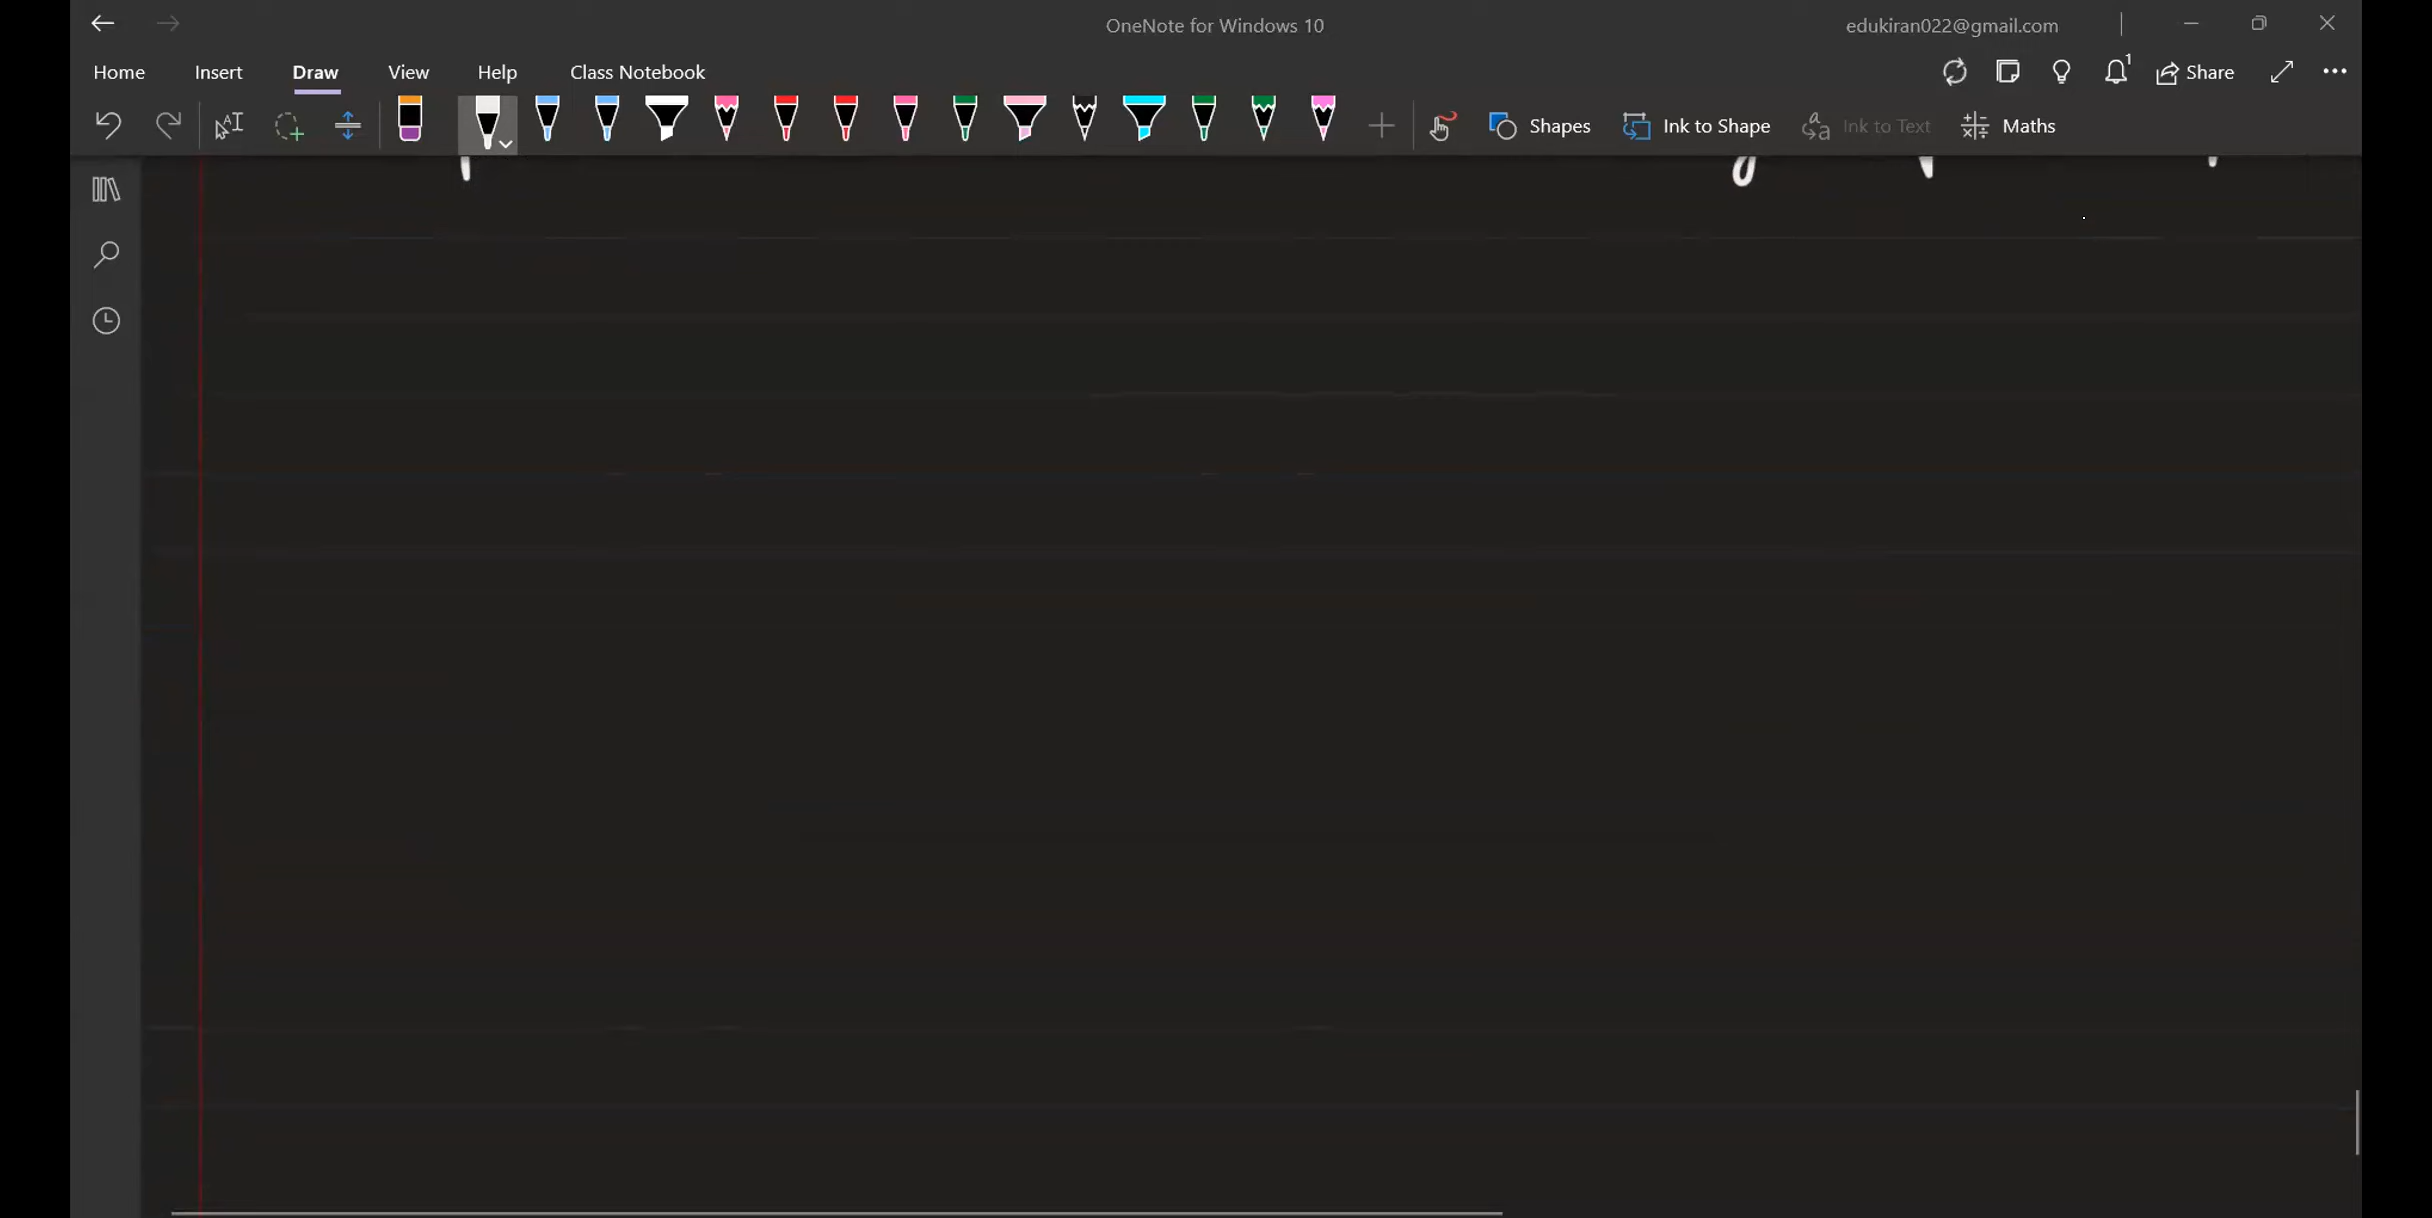 OneNote for Windows 10
edukiran022@gmail.com
Home Insert Draw View Help Class Notebook
1
Share
Shapes
Ink to Shape
Ink to Text
Maths